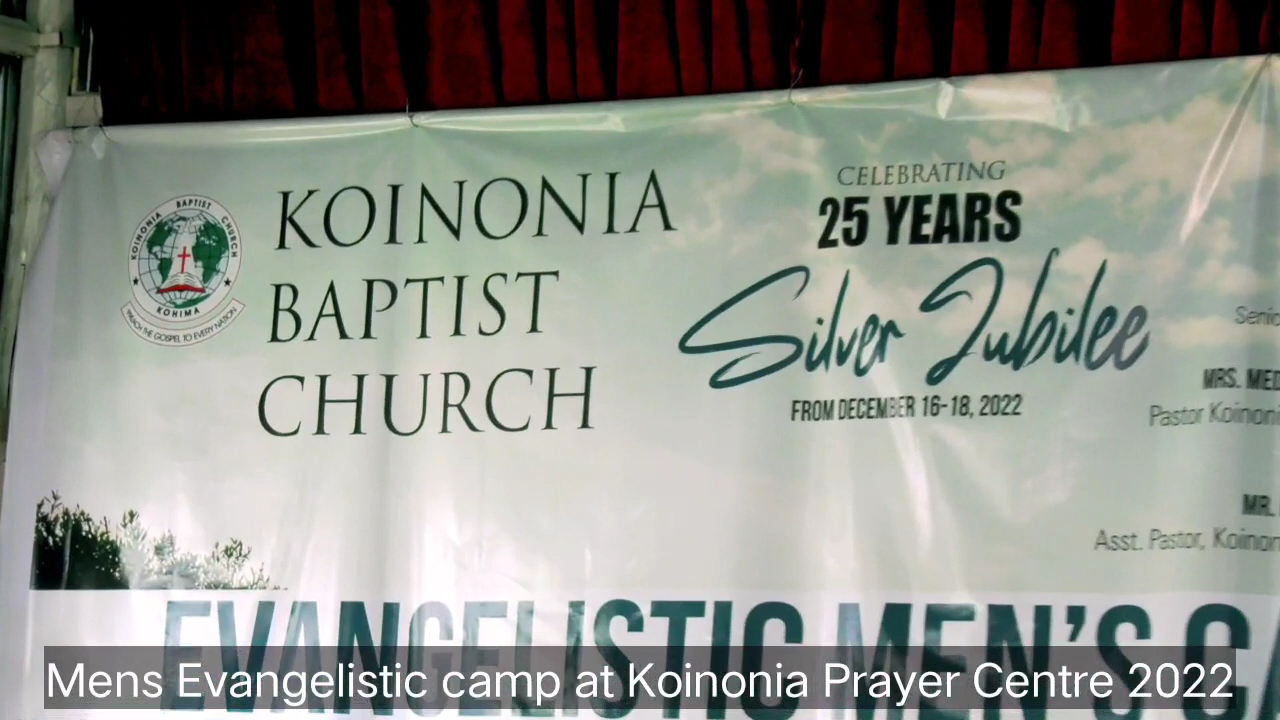 KOINONIA BAPTIST CHURCH
KOHIMA
PREACH THE GOSPEL TO EVERY NATION
KOINONIA
BAPTIST
CHURCH
CELEBRATING
25 YEARS
Silver Jubilee
FROM DECEMBER 16-18, 2022
MRS.
Pastor
MR.
Asst. Pastor,
EVANGELISTIC MEN'S
Mens Evangelistic camp at Koinonia Prayer Centre 2022